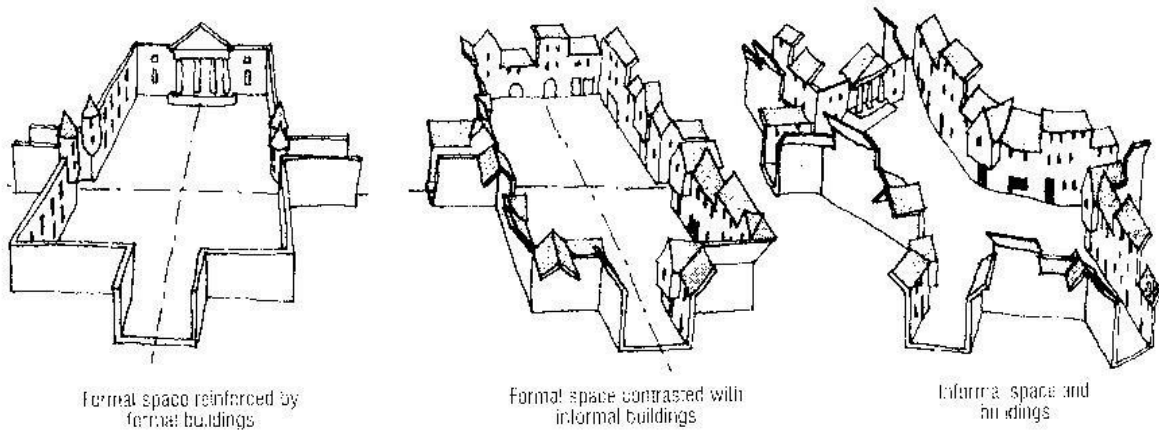 Formal space reinforced by
formal buildings
Formal space contrasted with
informal buildings
Informal space and
buildings